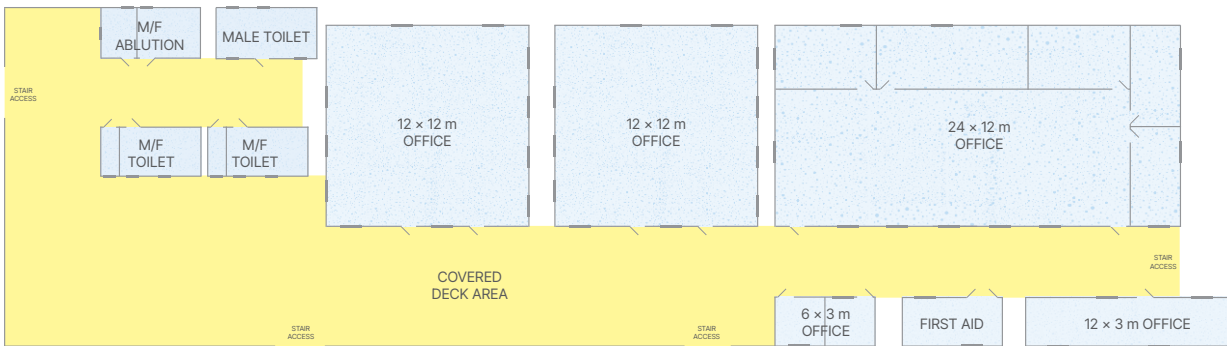 M/F
ABLUTION
MALE TOILET
STAIR
ACCESS
M/F
TOILET
M/F
TOILET
12 × 12 m
OFFICE
12 × 12 m
OFFICE
24 × 12 m
OFFICE
COVERED
DECK AREA
STAIR
ACCESS
STAIR
ACCESS
STAIR
ACCESS
6 × 3 m
OFFICE
FIRST AID
12 × 3 m OFFICE